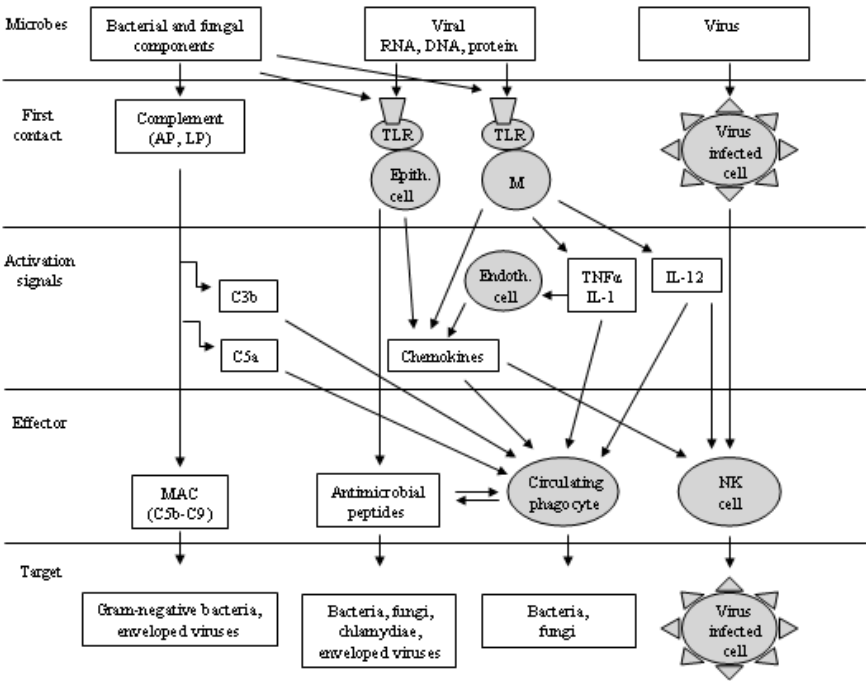 Microbes
Bacterial and fungal
components
Viral
RNA, DNA, protein
Virus
First
contact
Complement
(AP, LP)
TLR
Epith.
cell
TLR
M
Virus
infected
cell
Activation
signals
C3b
C5a
Endoth.
cell
TNFα
IL-1
IL-12
Chemokines
Effector
MAC
(C5b-C9)
Antimicrobial
peptides
Circulating
phagocyte
NK
cell
Target
Gram-negative bacteria,
enveloped viruses
Bacteria, fungi,
chlamydiae,
enveloped viruses
Bacteria,
fungi
Virus
infected
cell